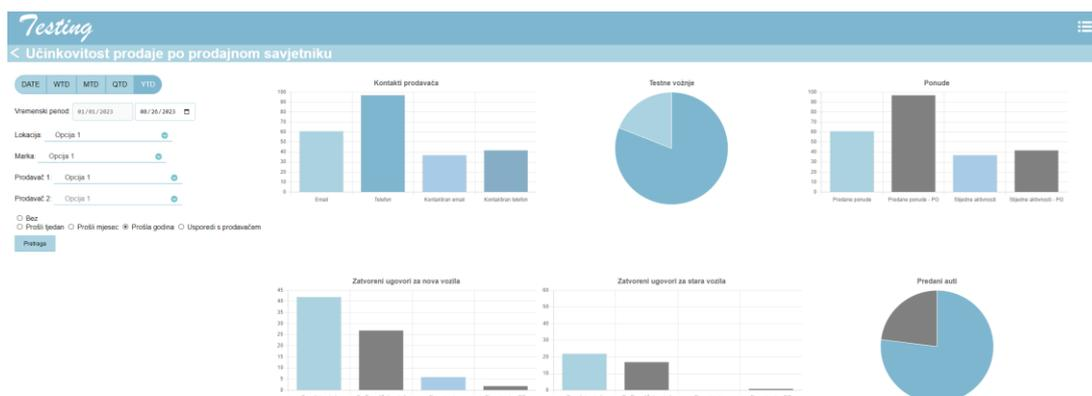 Testing
< Učinkovitost prodaje po prodajnom savjetniku
DATE WTD MTD QTD YTD
Vremenski period: 01/01/2023 08/26/2023
Lokacija: Opcija 1
Marka: Opcija 1
Prodavač 1: Opcija 1
Prodavač 2: Opcija 1
Bez
Prošli tjedan Prošli mjesec Prošla godina Usporedi s prodavačem
Pretraga
Kontakti prodavača
100
90
80
70
60
50
40
30
20
10
0
Email Telefon Kontaktiran email Kontaktiran telefon
Testne vožnje
Ponude
100
90
80
70
60
50
40
30
20
10
0
Predane ponude Predane ponude - PG Slijedne aktivnosti Slijedne aktivnosti - PG
Zatvoreni ugovori za nova vozila
45
40
35
30
25
20
15
10
5
0
Zatvoreni ugovori za stara vozila
60
50
40
30
20
10
0
Predani auti